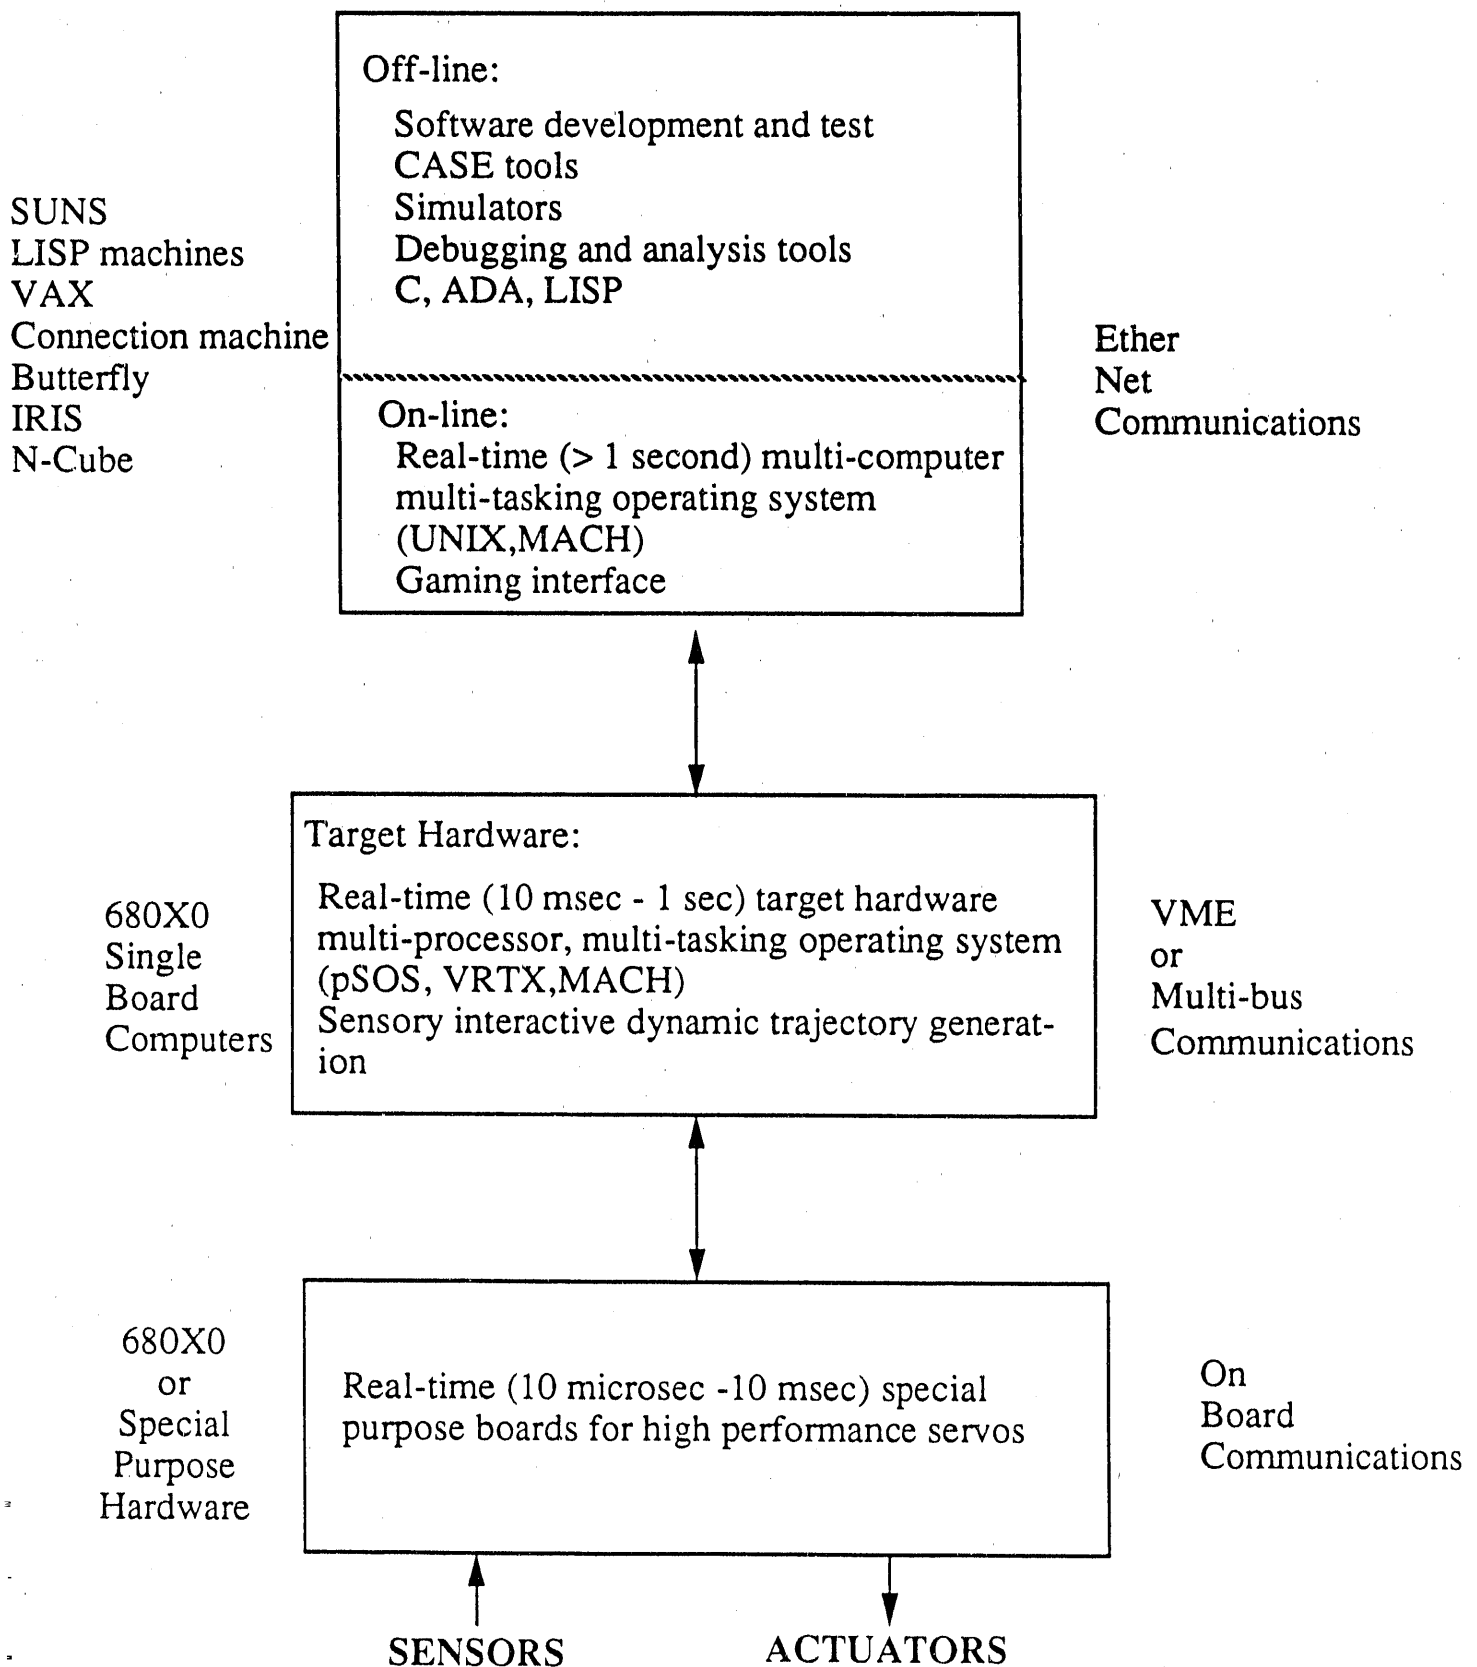 Off-line:
Software development and test
CASE tools
Simulators
Debugging and analysis tools
C, ADA, LISP
SUNS
LISP machines
VAX
Connection machine
Butterfly
IRIS
N-Cube
Ether
Net
Communications
On-line:
Real-time (> 1 second) multi-computer
multi-tasking operating system
(UNIX,MACH)
Gaming interface
Target Hardware:
Real-time (10 msec - 1 sec) target hardware
multi-processor, multi-tasking operating system
(pSOS, VRTX,MACH)
Sensory interactive dynamic trajectory generat-
ion
680X0
Single
Board
Computers
VME
or
Multi-bus
Communications
680X0
or
Special
Purpose
Hardware
Real-time (10 microsec -10 msec) special
purpose boards for high performance servos
On
Board
Communications
SENSORS
ACTUATORS